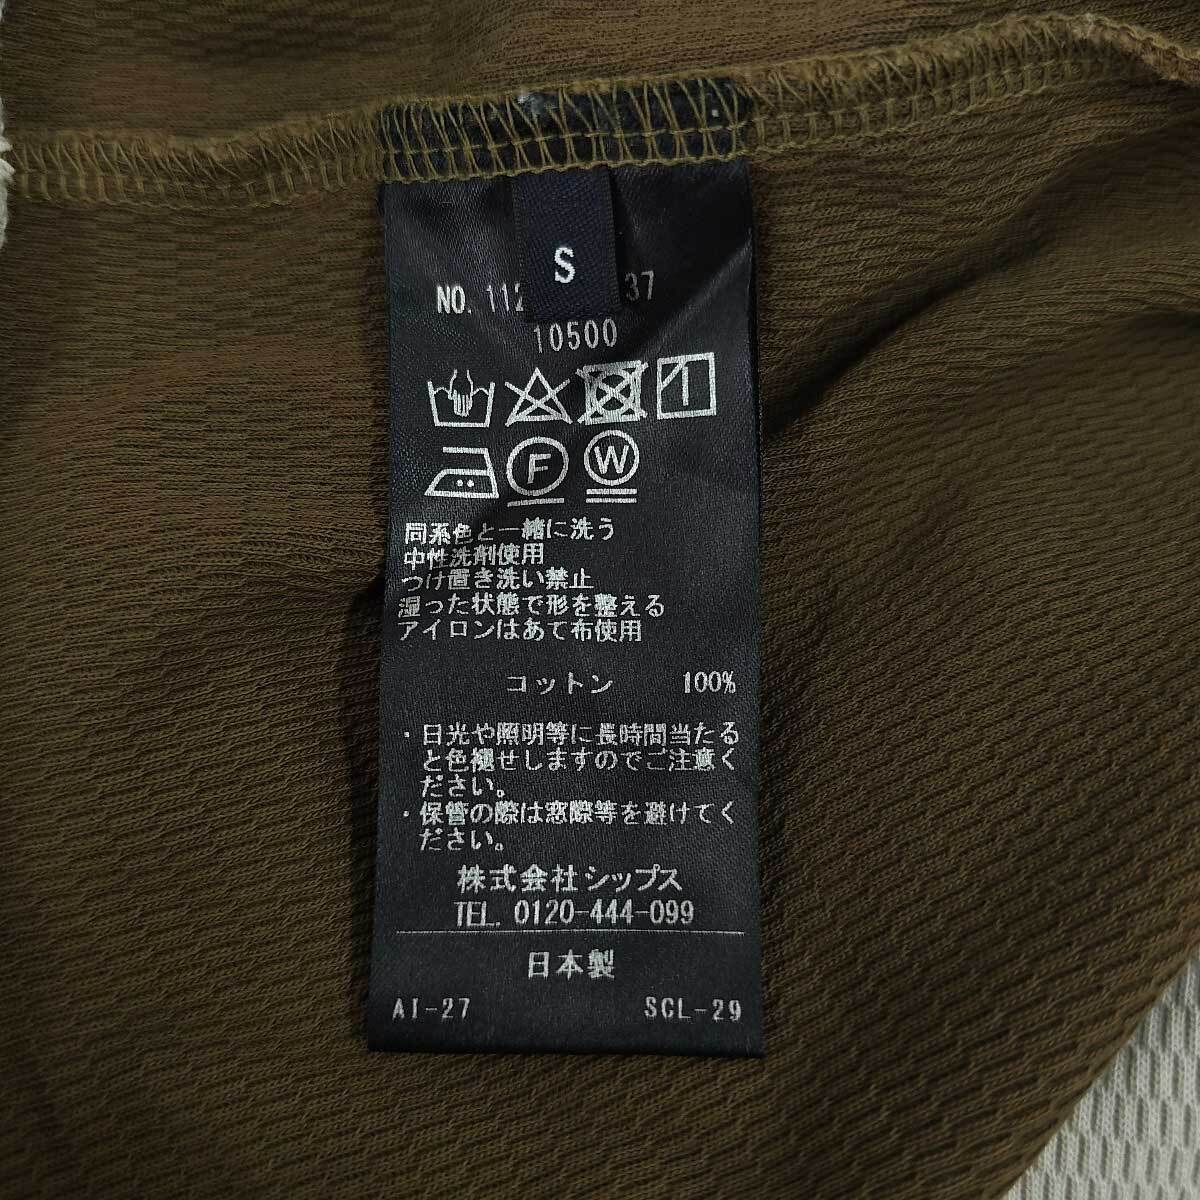 S
NO. 112 37
10500
F
W
同系色と一緒に洗う
中性洗剤使用
つけ置き洗い禁止
湿った状態で形を整える
アイロンはあて布使用
コットン 100%
・日光や照明等に長時間当たる
と色褪せしますのでご注意く
ださい。
・保管の際は窓際等を避けてく
ださい。
株式会社シップス
TEL. 0120-444-099
日本製
AI-27 SCL-29